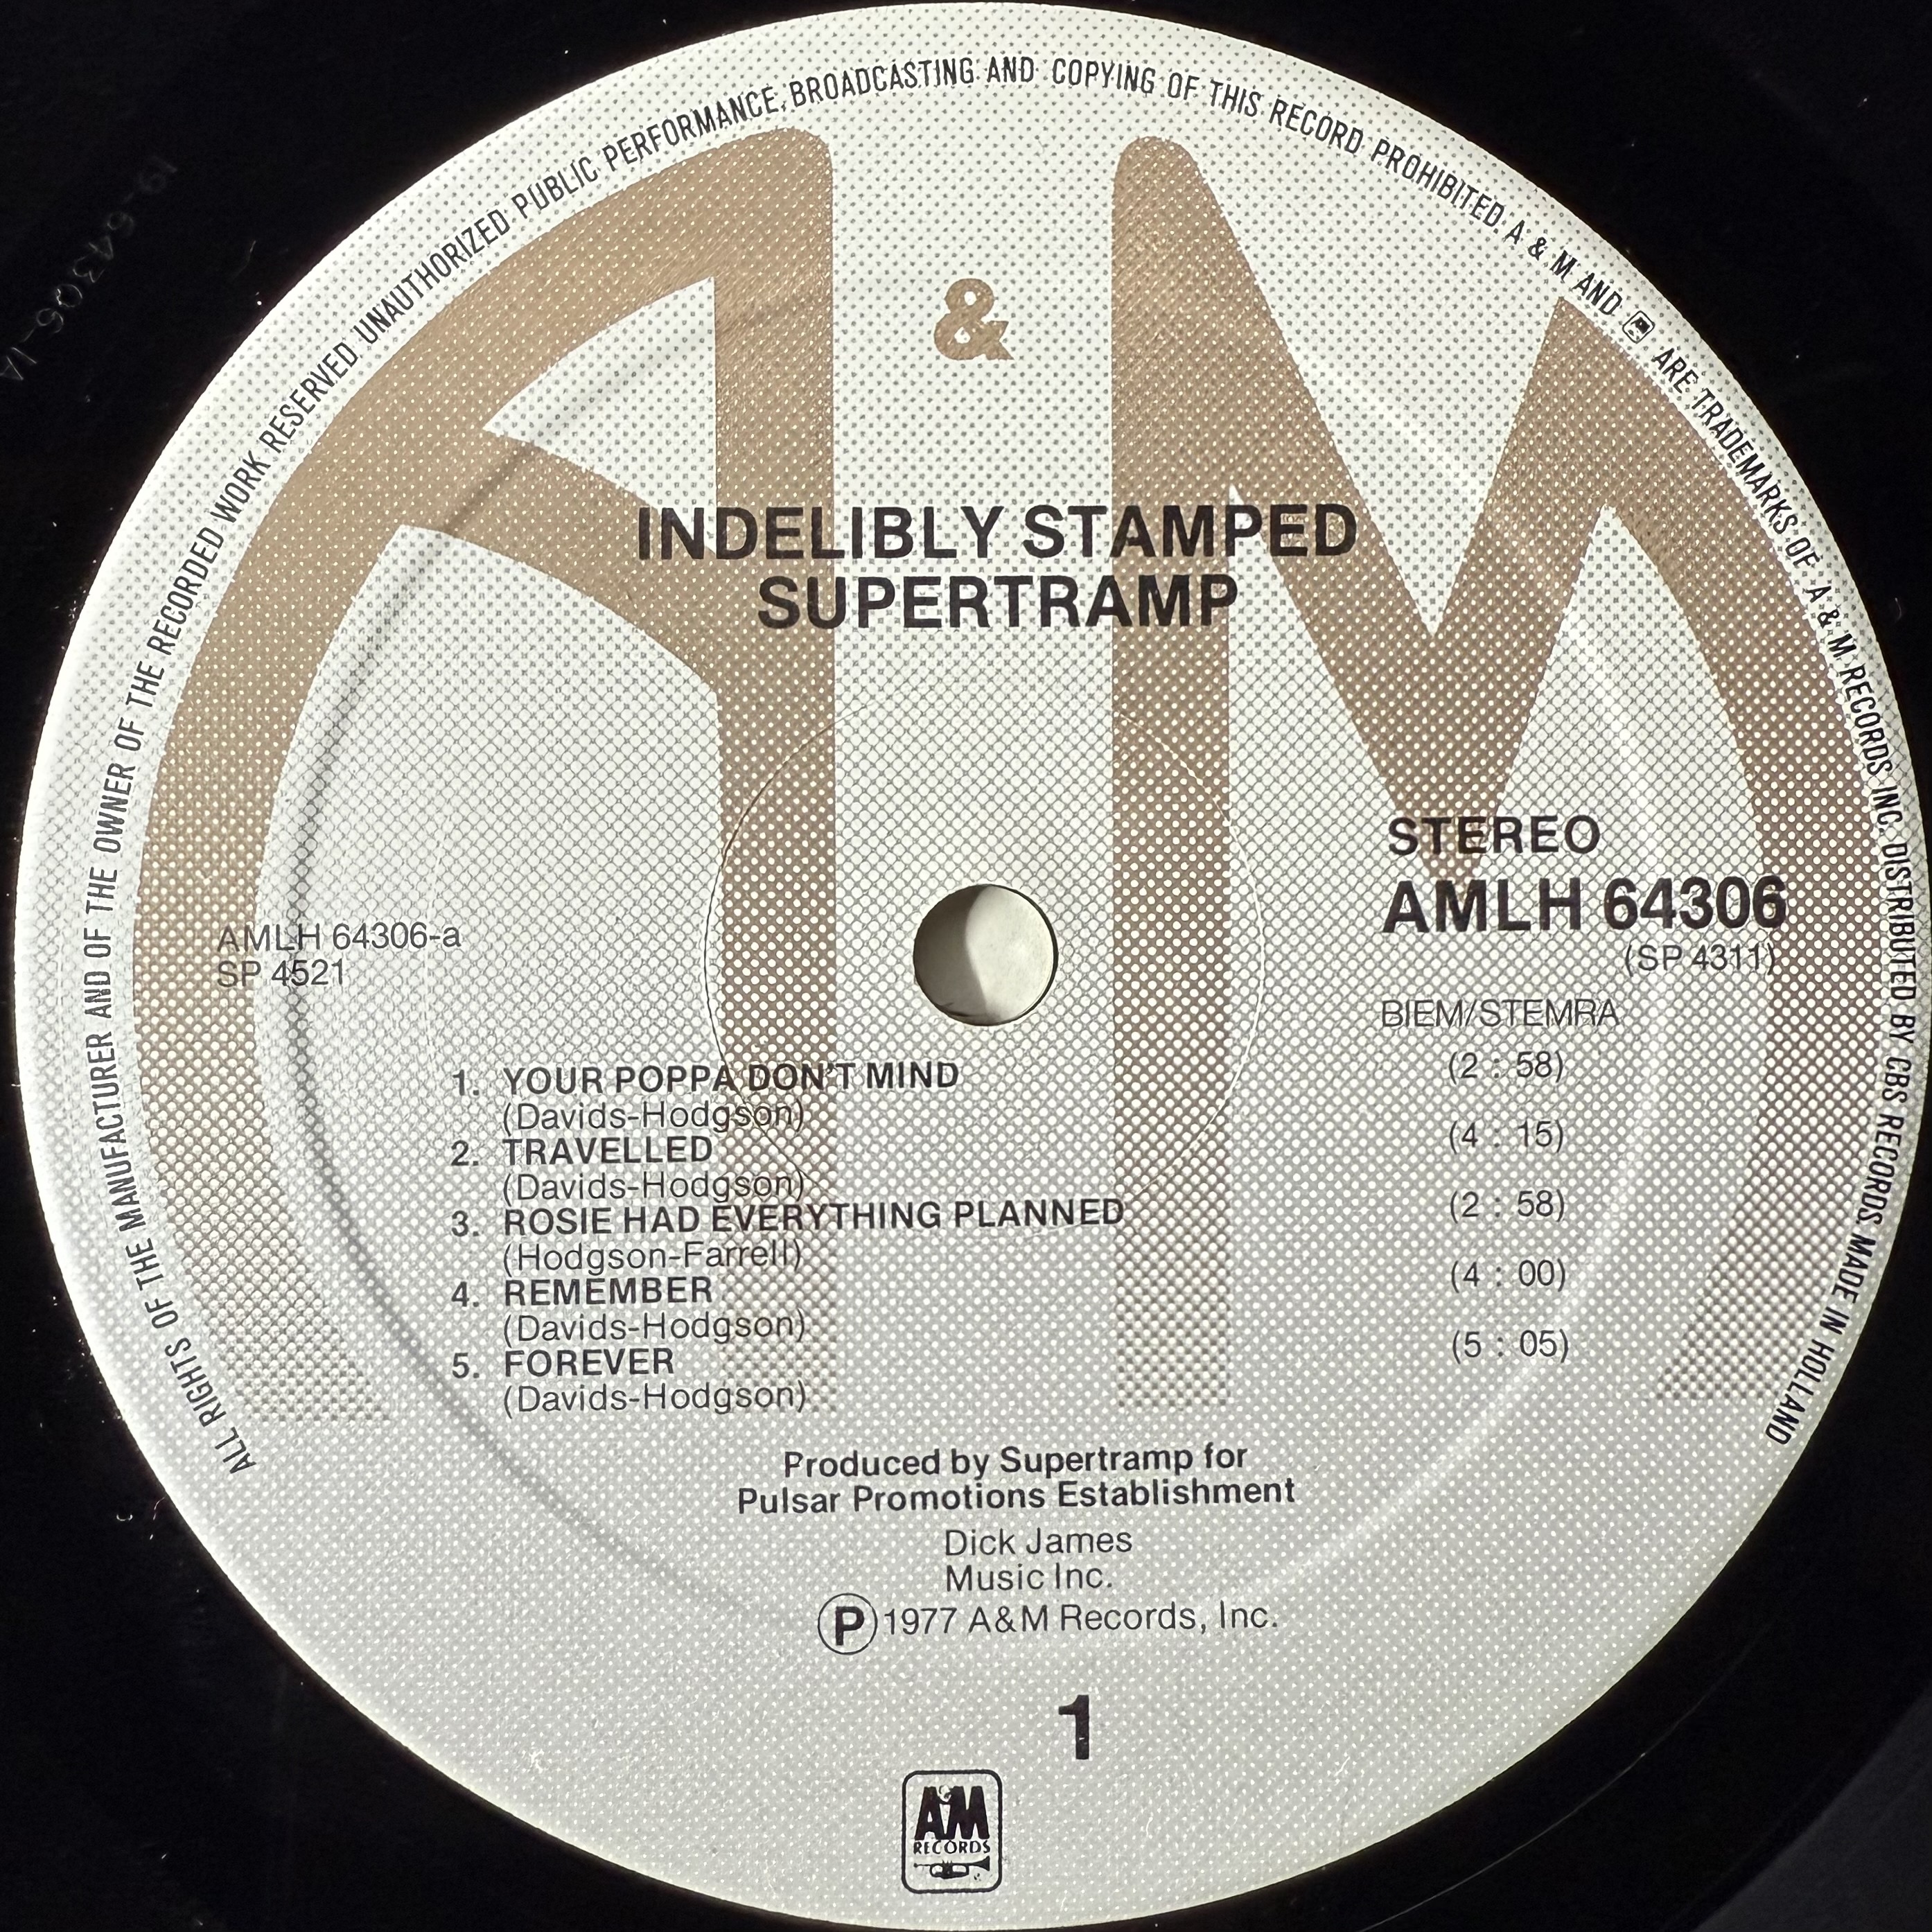 ALL RIGHTS OF THE MANUFACTURER AND OF THE OWNER OF THE RECORDED WORK RESERVED UNAUTHORIZED PUBLIC PERFORMANCE, BROADCASTING AND COPYING OF THIS RECORD PROHIBITED A & M AND AM ARE TRADEMARKS OF A & M RECORDS INC. DISTRIBUTED BY CBS RECORDS. MADE IN HOLLAND
A & M
INDELIBLY STAMPED
SUPERTRAMP
STEREO
AMLH 64306
(SP 4311)
BIEM/STEMRA
AMLH 64306-a
SP 4521
1. YOUR POPPA DON'T MIND (2 : 58)
(Davids-Hodgson)
2. TRAVELLED (4 : 15)
(Davids-Hodgson)
3. ROSIE HAD EVERYTHING PLANNED (2 : 58)
(Hodgson-Farrell)
4. REMEMBER (4 : 00)
(Davids-Hodgson)
5. FOREVER (5 : 05)
(Davids-Hodgson)
Produced by Supertramp for
Pulsar Promotions Establishment
Dick James
Music Inc.
Ⓟ 1977 A&M Records, Inc.
1
AM
RECORDS